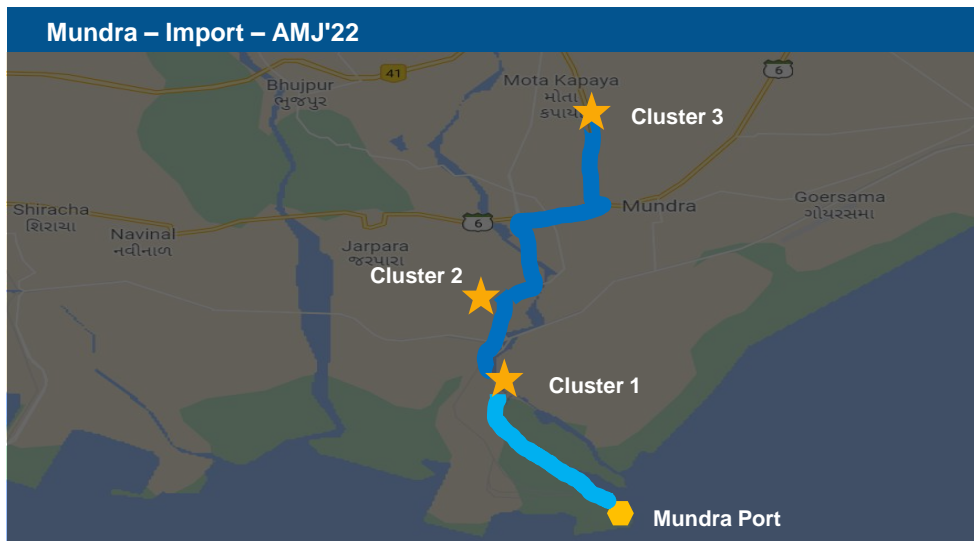 Mundra – Import – AMJ'22
41
6
Bhujpur
ભુજપુર
Mota Kapaya
મોતા
કપાયા
Cluster 3
Shiracha
શિરાચા
Navinal
નવીનાળ
Jarpara
જરપારા
6
Mundra
Goersama
ગોયરસમા
Cluster 2
Cluster 1
Mundra Port